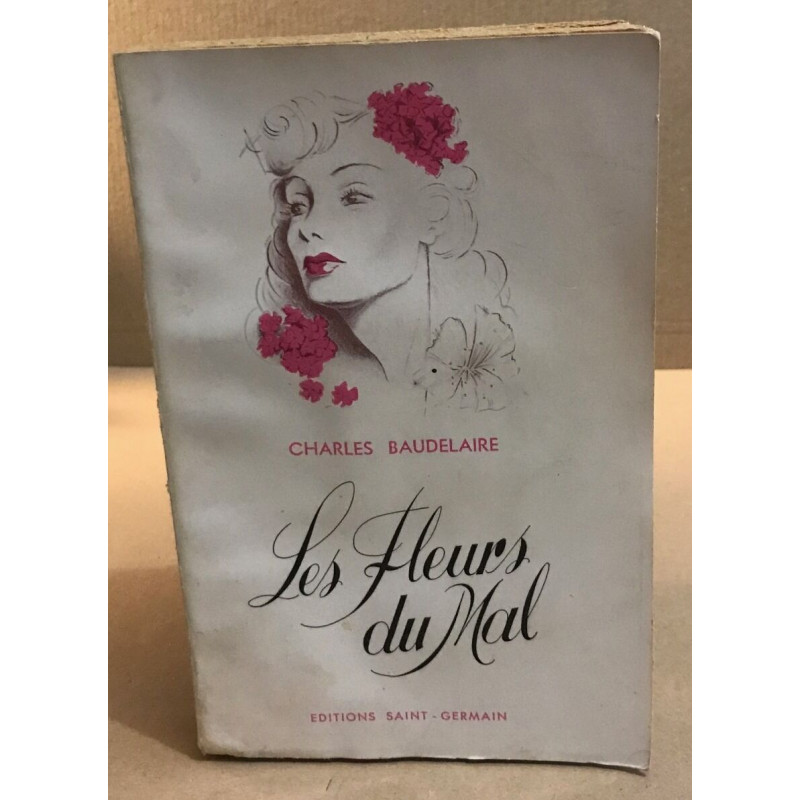 CHARLES BAUDELAIRE
Les Fleurs
du Mal
EDITIONS SAINT-GERMAIN